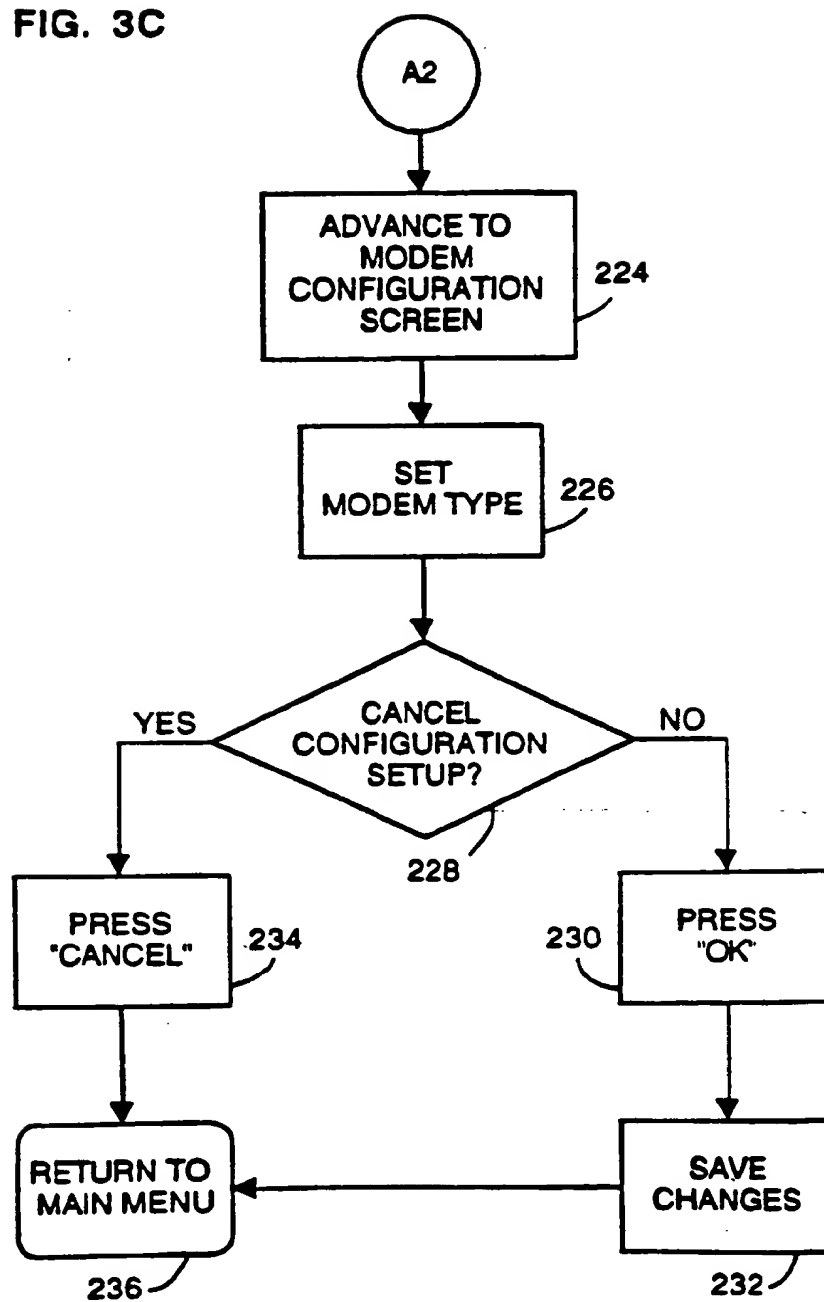 FIG. 3C
A2
ADVANCE TO
MODEM
CONFIGURATION
SCREEN
224
SET
MODEM TYPE
226
YES
CANCEL
CONFIGURATION
SETUP?
NO
228
PRESS
"CANCEL"
234
230
PRESS
"OK"
RETURN TO
MAIN MENU
236
SAVE
CHANGES
232